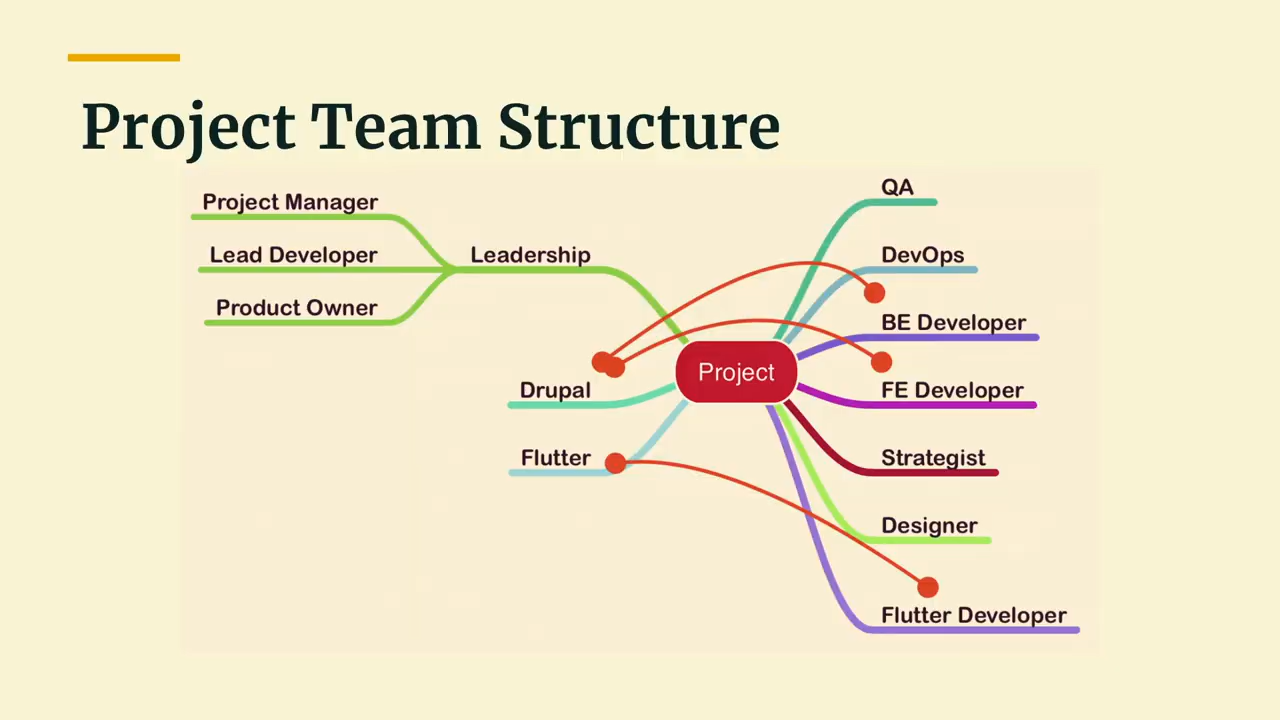 Project Team Structure
Project Manager
Lead Developer
Product Owner
Leadership
Drupal
Flutter
Project
QA
DevOps
BE Developer
FE Developer
Strategist
Designer
Flutter Developer